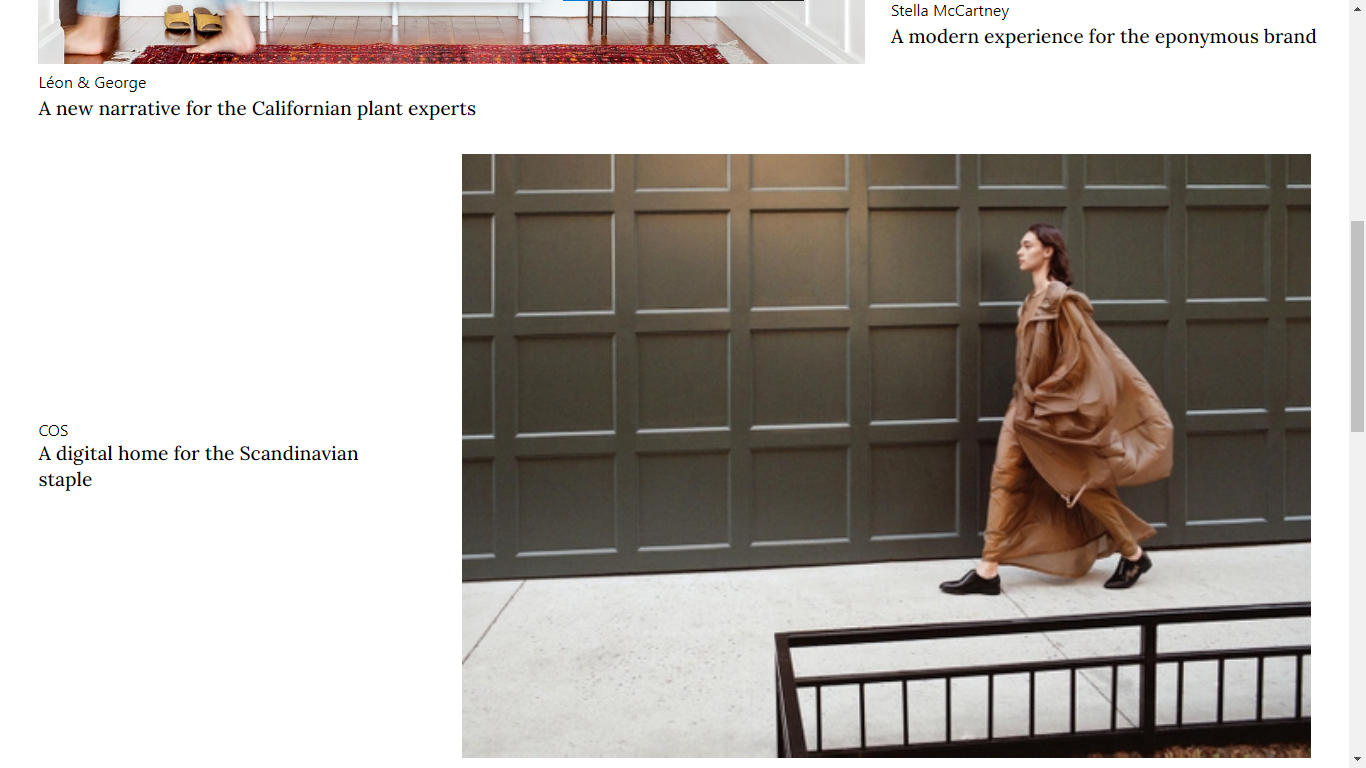 Stella McCartney
A modern experience for the eponymous brand
Léon & George
A new narrative for the Californian plant experts
COS
A digital home for the Scandinavian
staple